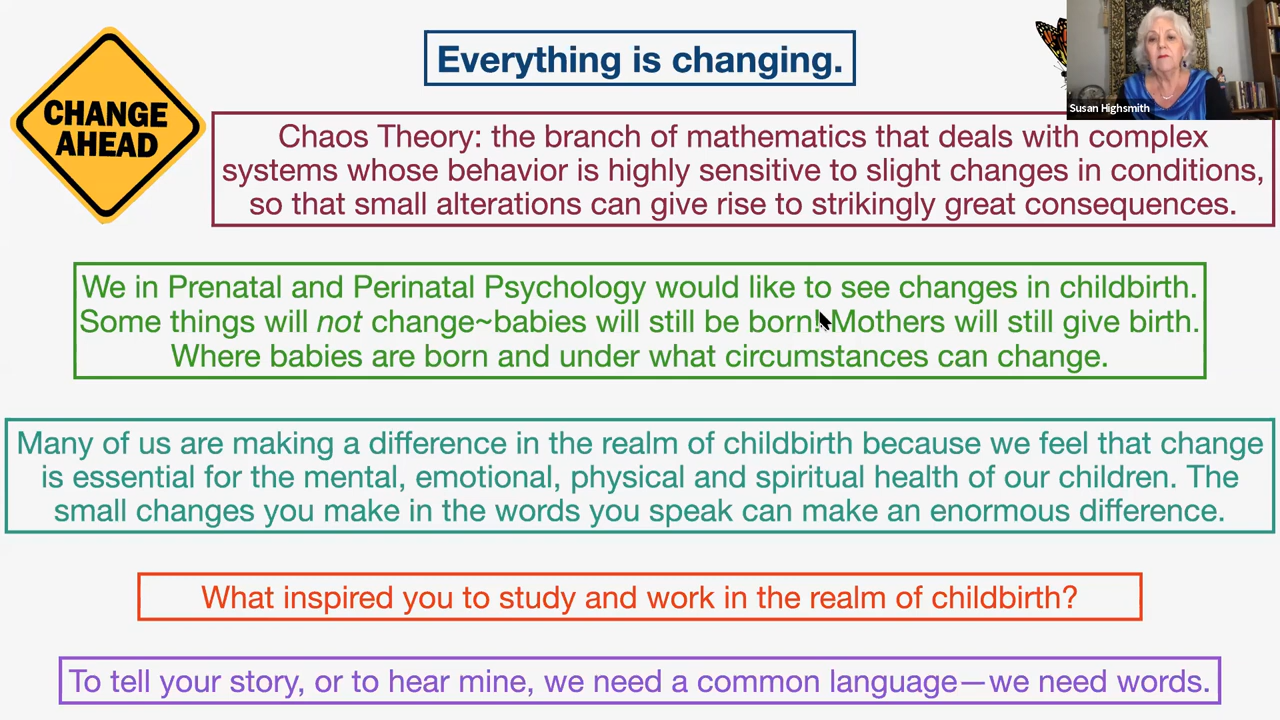 CHANGE
AHEAD
Everything is changing.
Susan Highsmith
Chaos Theory: the branch of mathematics that deals with complex
systems whose behavior is highly sensitive to slight changes in conditions,
so that small alterations can give rise to strikingly great consequences.
We in Prenatal and Perinatal Psychology would like to see changes in childbirth.
Some things will not change~babies will still be born! Mothers will still give birth.
Where babies are born and under what circumstances can change.
Many of us are making a difference in the realm of childbirth because we feel that change
is essential for the mental, emotional, physical and spiritual health of our children. The
small changes you make in the words you speak can make an enormous difference.
What inspired you to study and work in the realm of childbirth?
To tell your story, or to hear mine, we need a common language—we need words.